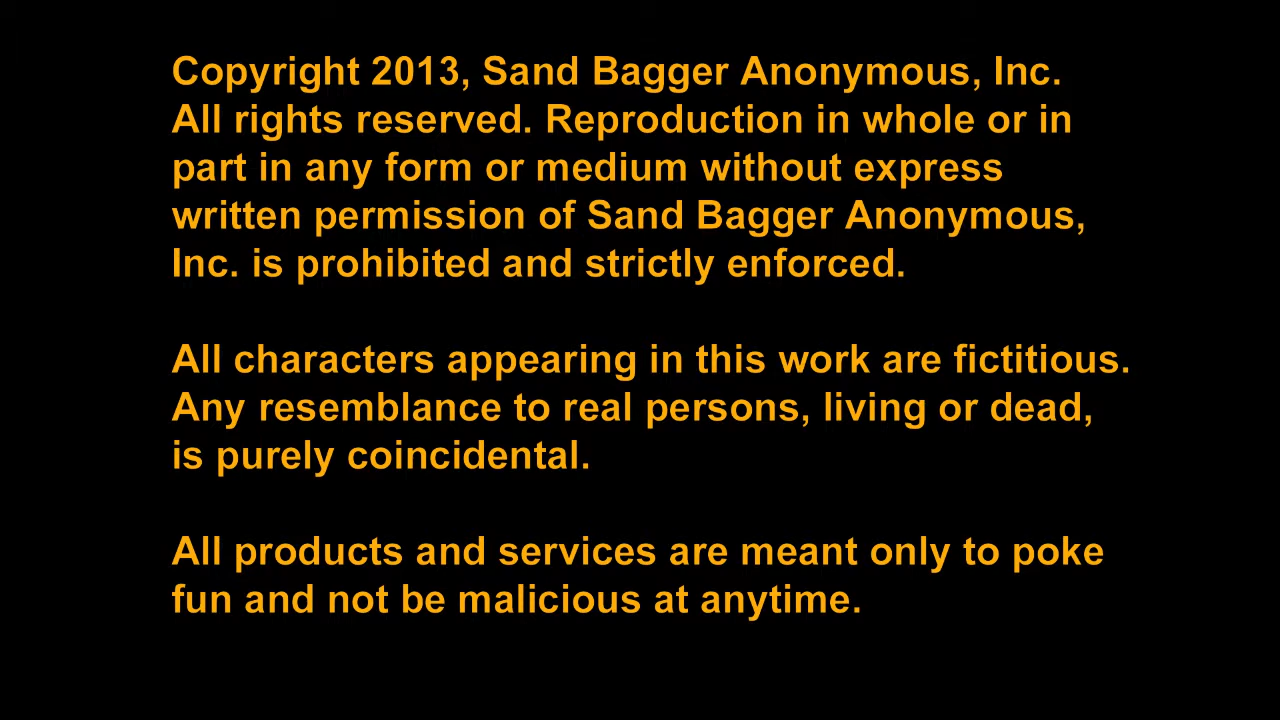 Copyright 2013, Sand Bagger Anonymous, Inc.
All rights reserved. Reproduction in whole or in
part in any form or medium without express
written permission of Sand Bagger Anonymous,
Inc. is prohibited and strictly enforced.
All characters appearing in this work are fictitious.
Any resemblance to real persons, living or dead,
is purely coincidental.
All products and services are meant only to poke
fun and not be malicious at anytime.